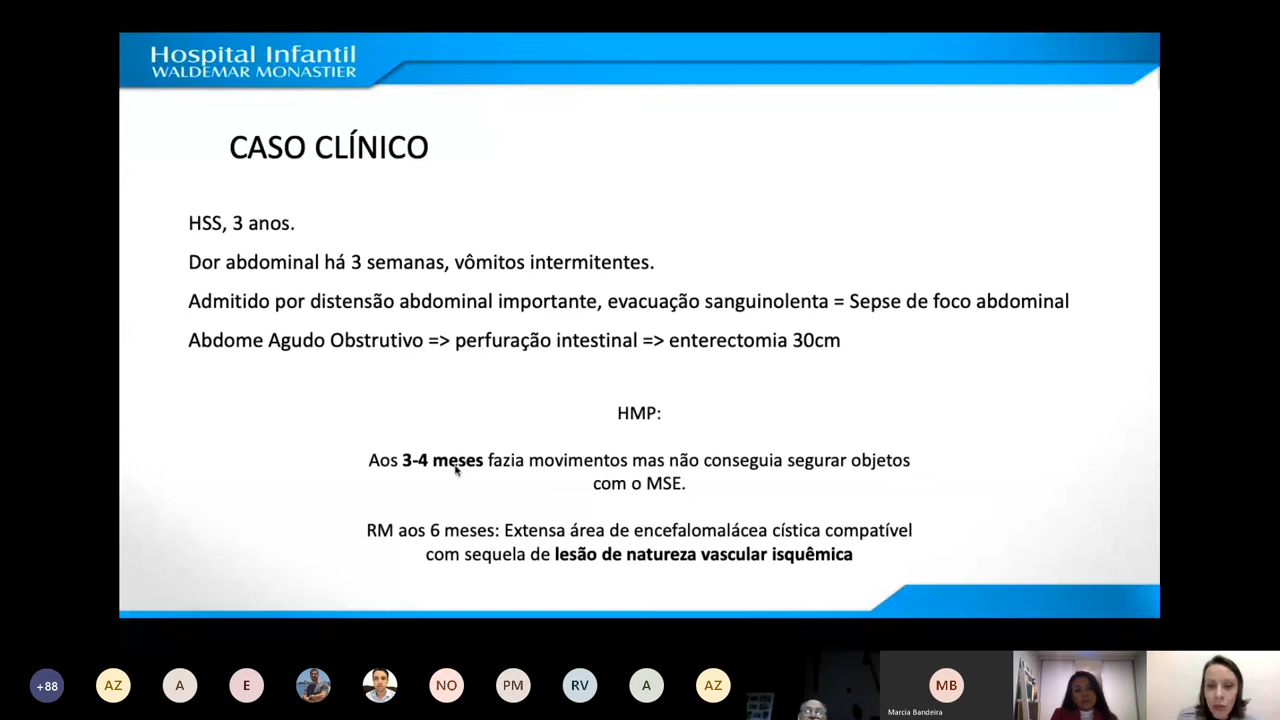 Hospital Infantil
WALDEMAR MONASTIER
CASO CLÍNICO
HSS, 3 anos.
Dor abdominal há 3 semanas, vômitos intermitentes.
Admitido por distensão abdominal importante, evacuação sanguinolenta = Sepse de foco abdominal
Abdome Agudo Obstrutivo => perfuração intestinal => enterectomia 30cm
HMP:
Aos 3-4 meses fazia movimentos mas não conseguia segurar objetos
com o MSE.
RM aos 6 meses: Extensa área de encefalomalácea cística compatível
com sequela de lesão de natureza vascular isquêmica
+88
AZ
A
E
NO
PM
RV
A
AZ
MB
Marcia Bandeira